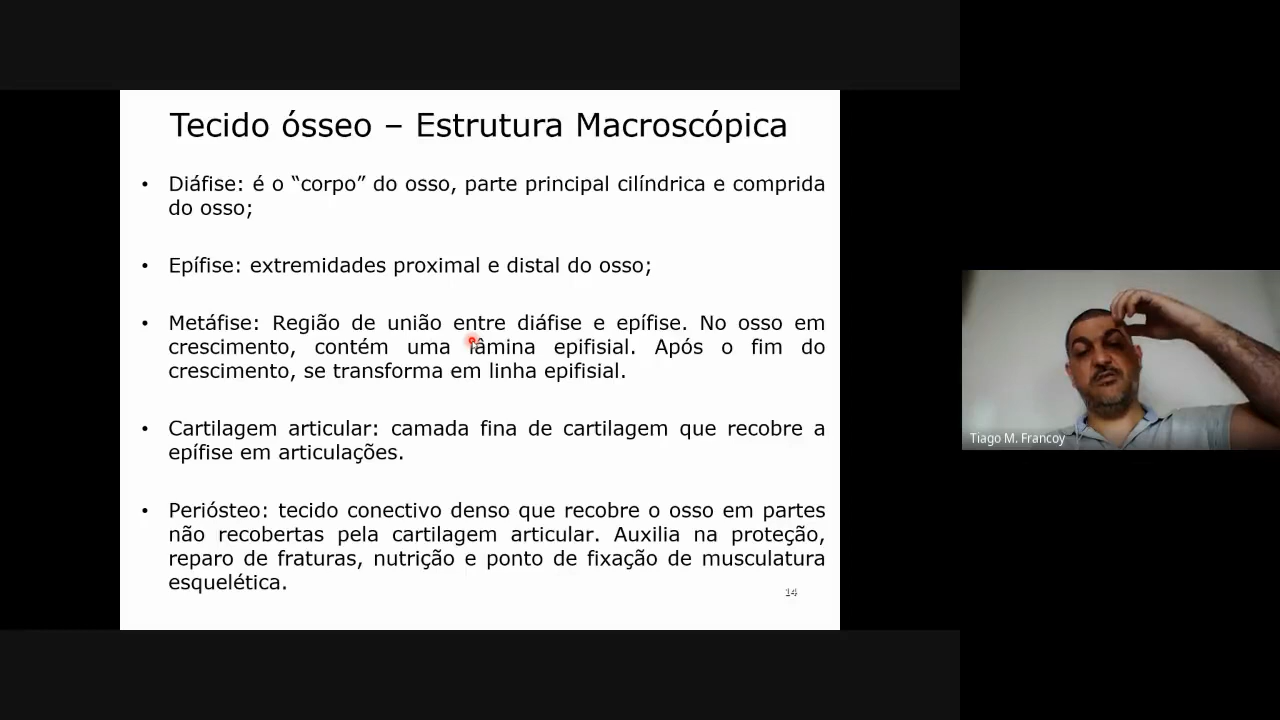 Tecido ósseo – Estrutura Macroscópica
• Diáfise: é o “corpo” do osso, parte principal cilíndrica e comprida
do osso;
• Epífise: extremidades proximal e distal do osso;
• Metáfise: Região de união entre diáfise e epífise. No osso em
crescimento, contém uma lâmina epifisial. Após o fim do
crescimento, se transforma em linha epifisial.
• Cartilagem articular: camada fina de cartilagem que recobre a
epífise em articulações.
• Periósteo: tecido conectivo denso que recobre o osso em partes
não recobertas pela cartilagem articular. Auxilia na proteção,
reparo de fraturas, nutrição e ponto de fixação de musculatura
esquelética.
14
Tiago M. Francoy